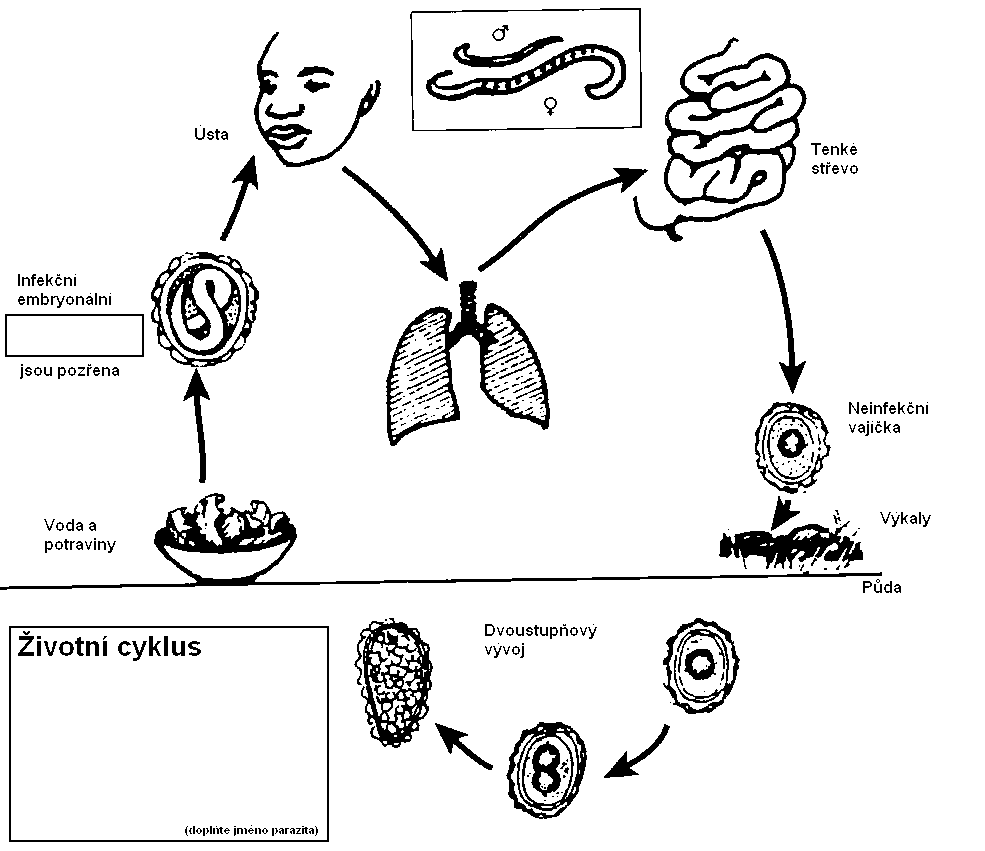 ♂
♀
Ústa
Tenké
střevo
Infekční
embryonální
jsou pozřena
Neinfekční
vajíčka
Voda a
potraviny
Výkaly
Půda
Životní cyklus
(doplňte jméno parazita)
Dvoustupňový
vývoj